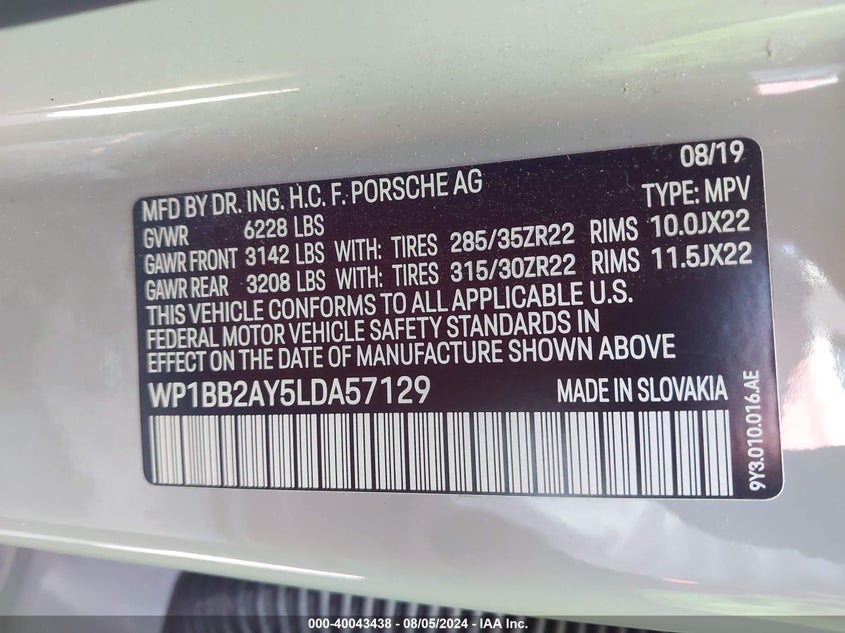 08/19
MFD BY DR. ING. H.C. F. PORSCHE AG
TYPE: MPV
GVWR 6228 LBS
GAWR FRONT 3142 LBS WITH: TIRES 285/35ZR22 RIMS 10.0JX22
GAWR REAR 3208 LBS WITH: TIRES 315/30ZR22 RIMS 11.5JX22
THIS VEHICLE CONFORMS TO ALL APPLICABLE U.S.
FEDERAL MOTOR VEHICLE SAFETY STANDARDS IN
EFFECT ON THE DATE OF MANUFACTURE SHOWN ABOVE
WP1BB2AY5LDA57129 MADE IN SLOVAKIA
9Y3.010.016.AE
000-40043438 - 08/05/2024 - IAA Inc.